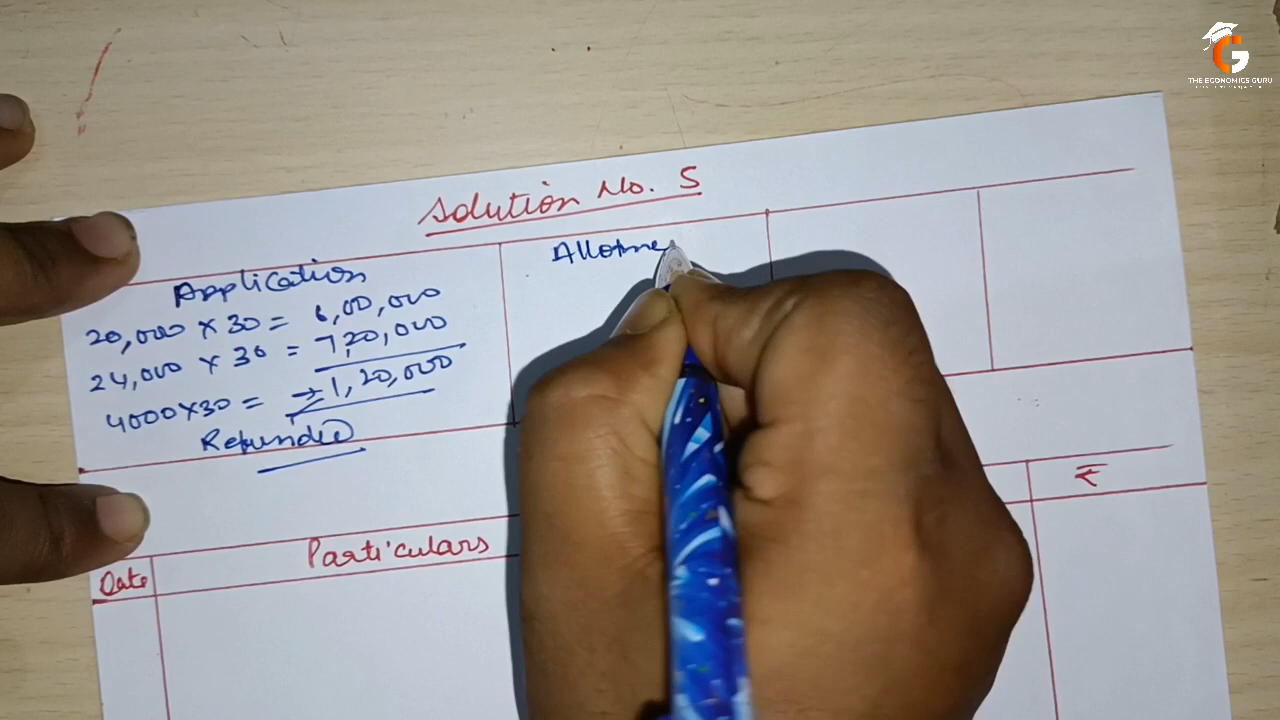 THE ECONOMICS GURU
Solution No. 5
Application
20,000 × 30 = 6,00,000
24,000 × 30 = 7,20,000
4000×30 = 1,20,000
Refunded
Allotme
Date
Particulars
₹